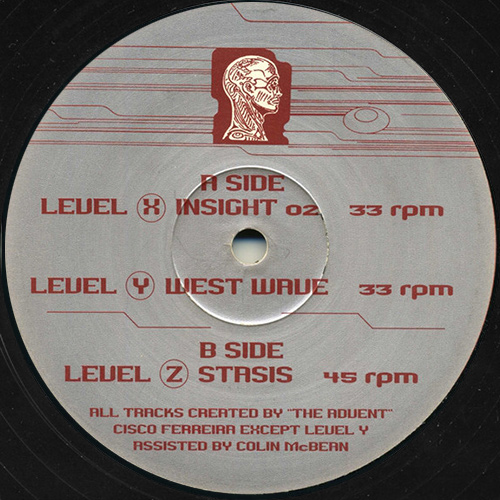 A SIDE
LEVEL X INSIGHT 02. 33 rpm
LEVEL Y WEST WAVE 33 rpm
B SIDE
LEVEL Z STASIS 45 rpm
ALL TRACKS CREATED BY "THE ADVENT"
CISCO FERREIRA EXCEPT LEVEL Y
ASSISTED BY COLIN McBEAN